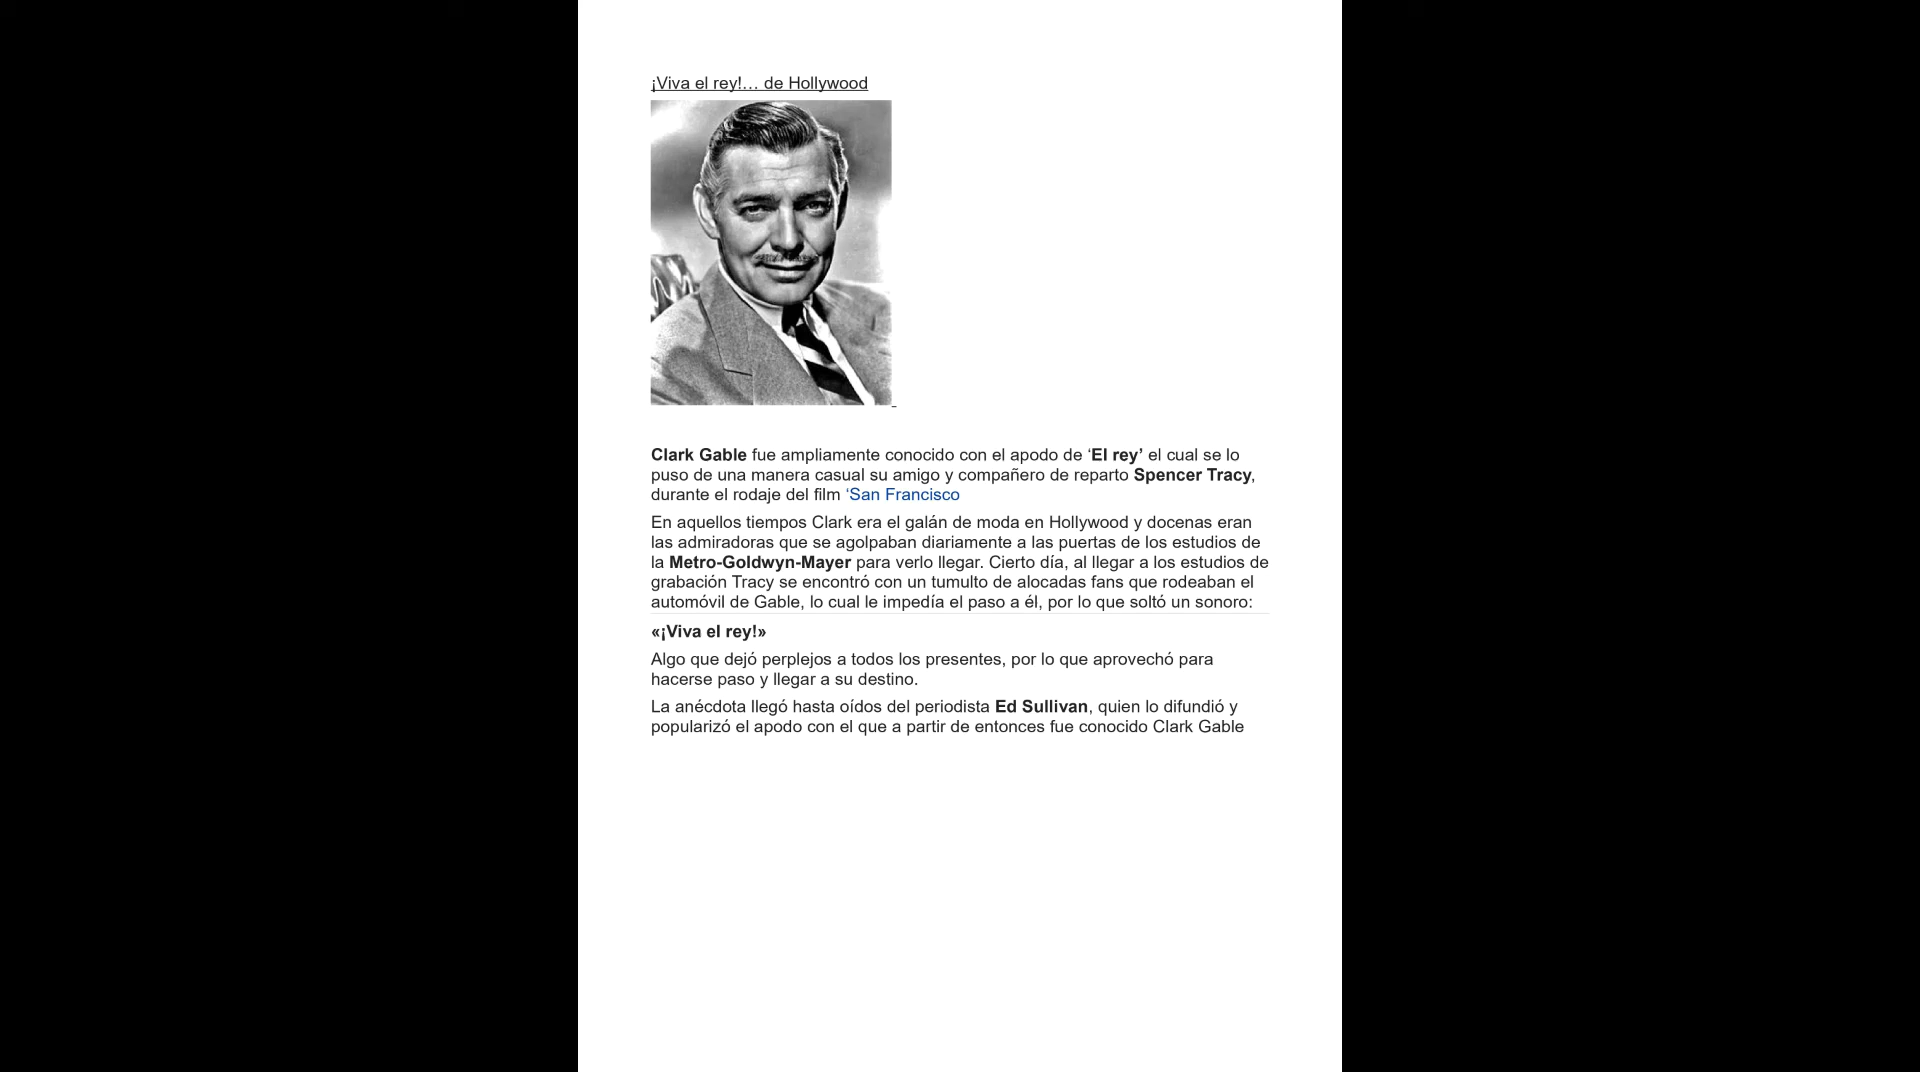 ¡Viva el rey!… de Hollywood
Clark Gable fue ampliamente conocido con el apodo de ‘El rey’ el cual se lo
puso de una manera casual su amigo y compañero de reparto Spencer Tracy,
durante el rodaje del film ‘San Francisco
En aquellos tiempos Clark era el galán de moda en Hollywood y docenas eran
las admiradoras que se agolpaban diariamente a las puertas de los estudios de
la Metro-Goldwyn-Mayer para verlo llegar. Cierto día, al llegar a los estudios de
grabación Tracy se encontró con un tumulto de alocadas fans que rodeaban el
automóvil de Gable, lo cual le impedía el paso a él, por lo que soltó un sonoro:
«¡Viva el rey!»
Algo que dejó perplejos a todos los presentes, por lo que aprovechó para
hacerse paso y llegar a su destino.
La anécdota llegó hasta oídos del periodista Ed Sullivan, quien lo difundió y
popularizó el apodo con el que a partir de entonces fue conocido Clark Gable